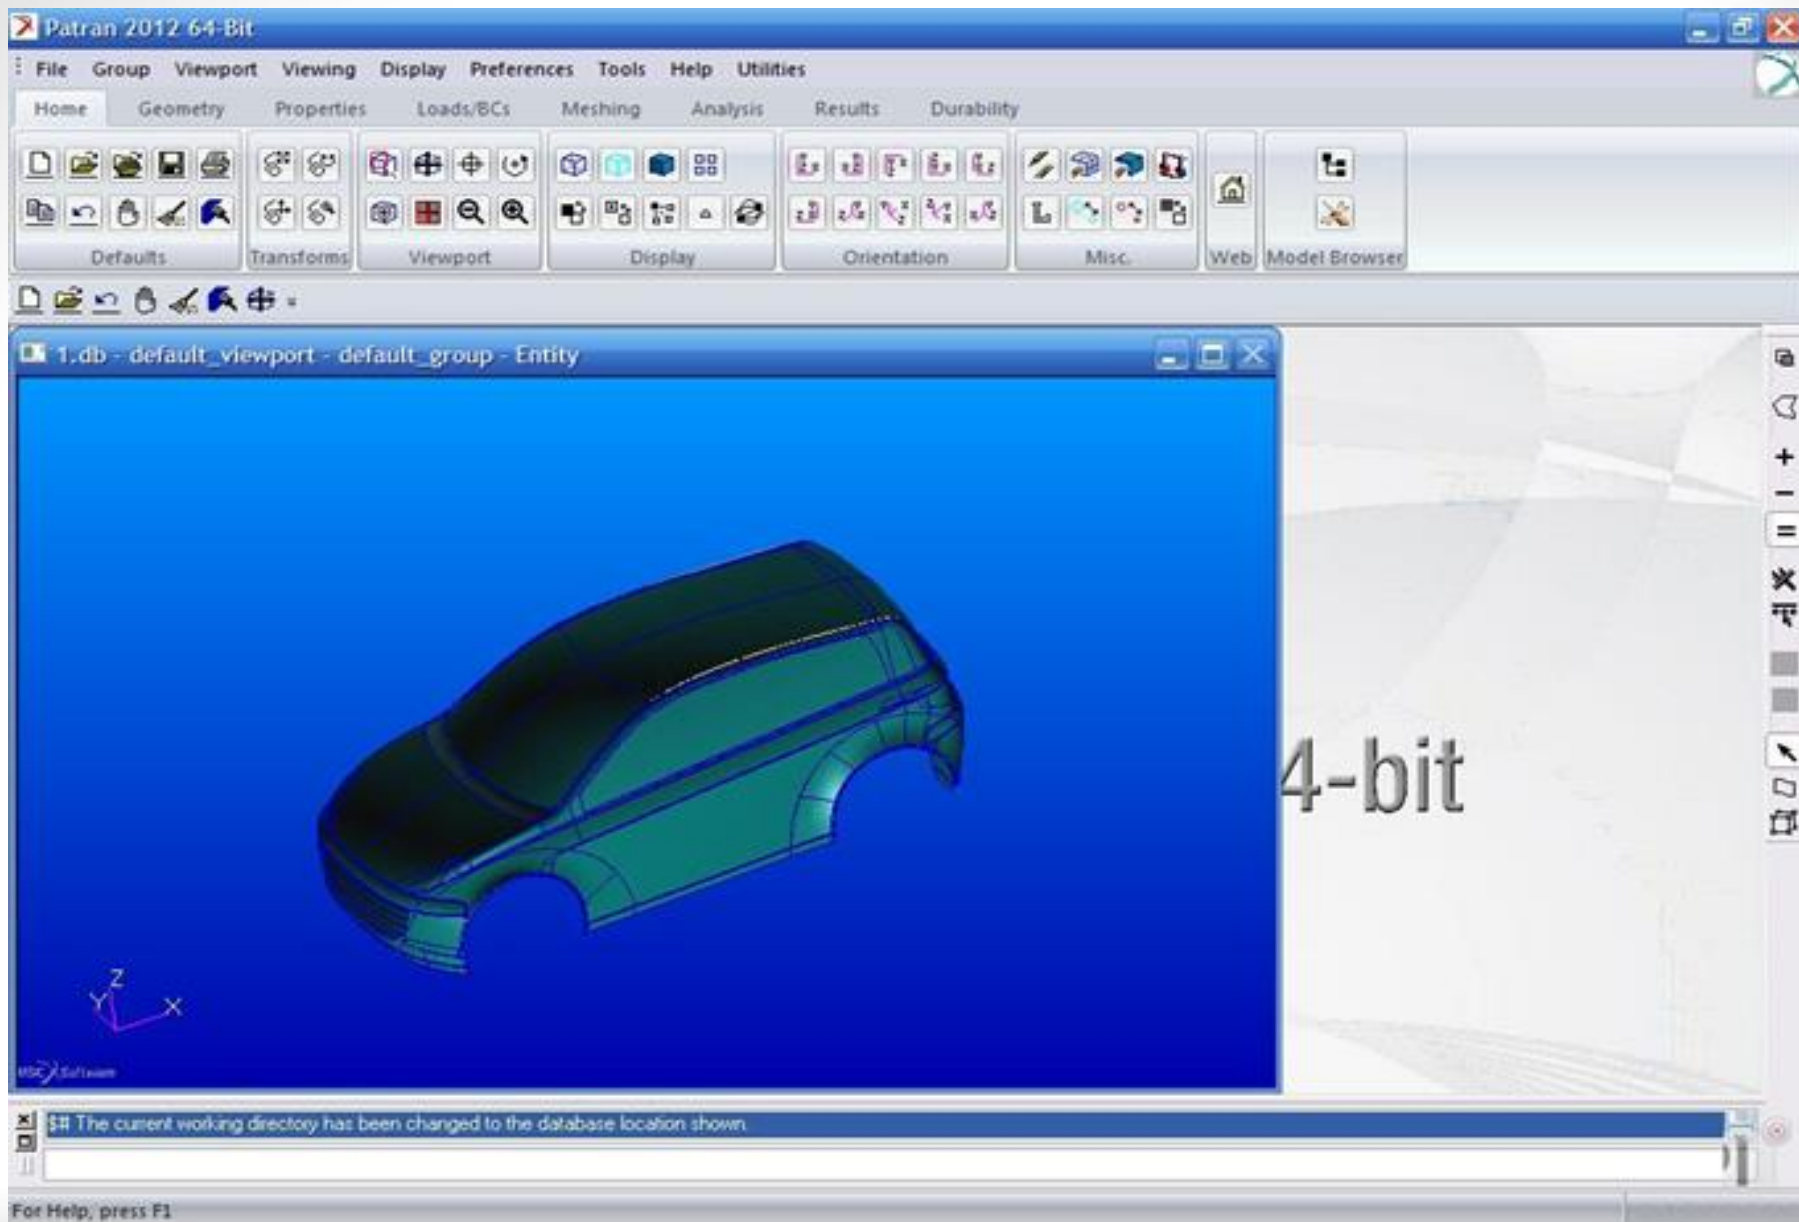 Patran 2012 64-Bit
File Group Viewport Viewing Display Preferences Tools Help Utilities
Home Geometry Properties Loads/BCs Meshing Analysis Results Durability
Defaults Transforms Viewport Display Orientation Misc. Web Model Browser
1.db - default_viewport - default_group - Entity
4-bit
Z
Y X
MSC Software
$# The current working directory has been changed to the database location shown.
For Help, press F1